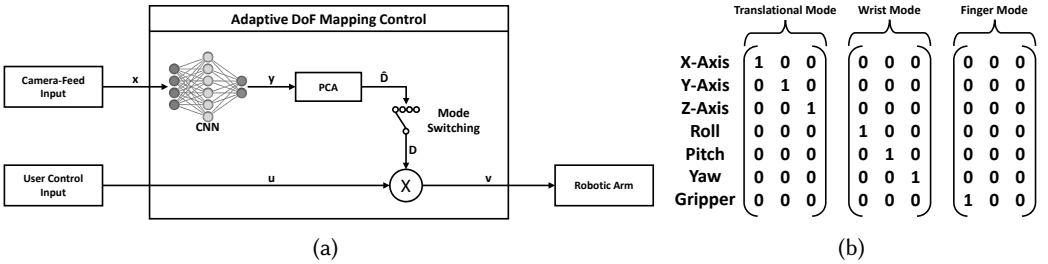 Adaptive DoF Mapping Control
Camera-Feed
Input
x
CNN
y
PCA
D̂
Mode
Switching
D
User Control
Input
u
X
v
Robotic Arm
(a)
Translational Mode Wrist Mode Finger Mode
X-Axis 1 0 0 0 0 0 0 0 0
Y-Axis 0 1 0 0 0 0 0 0 0
Z-Axis 0 0 1 0 0 0 0 0 0
Roll 0 0 0 1 0 0 0 0 0
Pitch 0 0 0 0 1 0 0 0 0
Yaw 0 0 0 0 0 1 0 0 0
Gripper 0 0 0 0 0 0 1 0 0
(b)